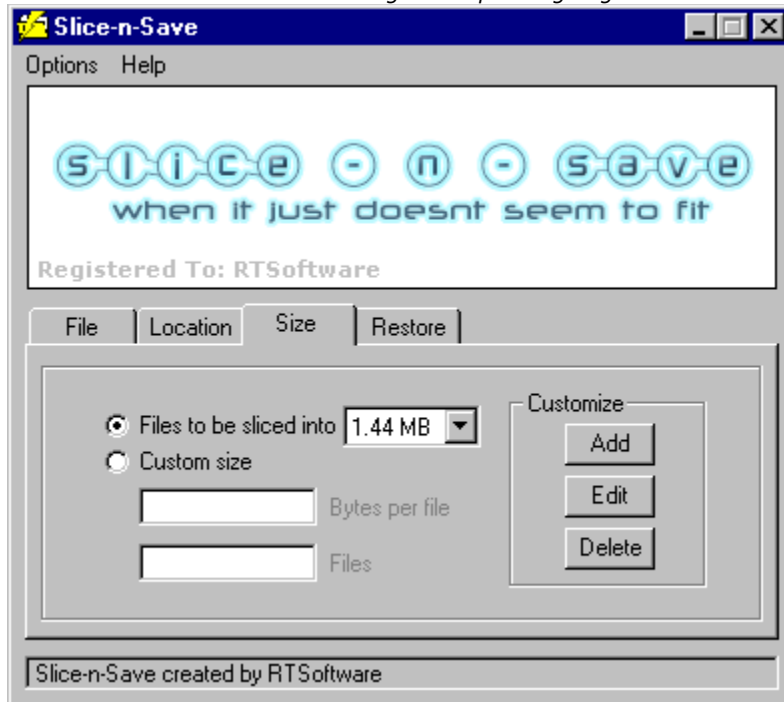 Slice-n-Save
Options Help
slice - n - save
when it just doesnt seem to fit
Registered To: RTSoftware
File Location Size Restore
Files to be sliced into 1.44 MB
Custom size
Bytes per file
Files
Customize
Add
Edit
Delete
Slice-n-Save created by RTSoftware